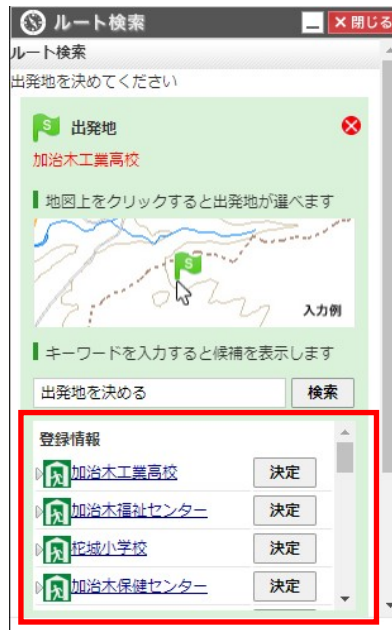 ルート検索
×閉じる
ルート検索
出発地を決めてください
S 出発地
加治木工業高校
地図上をクリックすると出発地が選べます
S
入力例
キーワードを入力すると候補を表示します
出発地を決める 検索
登録情報
加治木工業高校 決定
加治木福祉センター 決定
柁城小学校 決定
加治木保健センター 決定